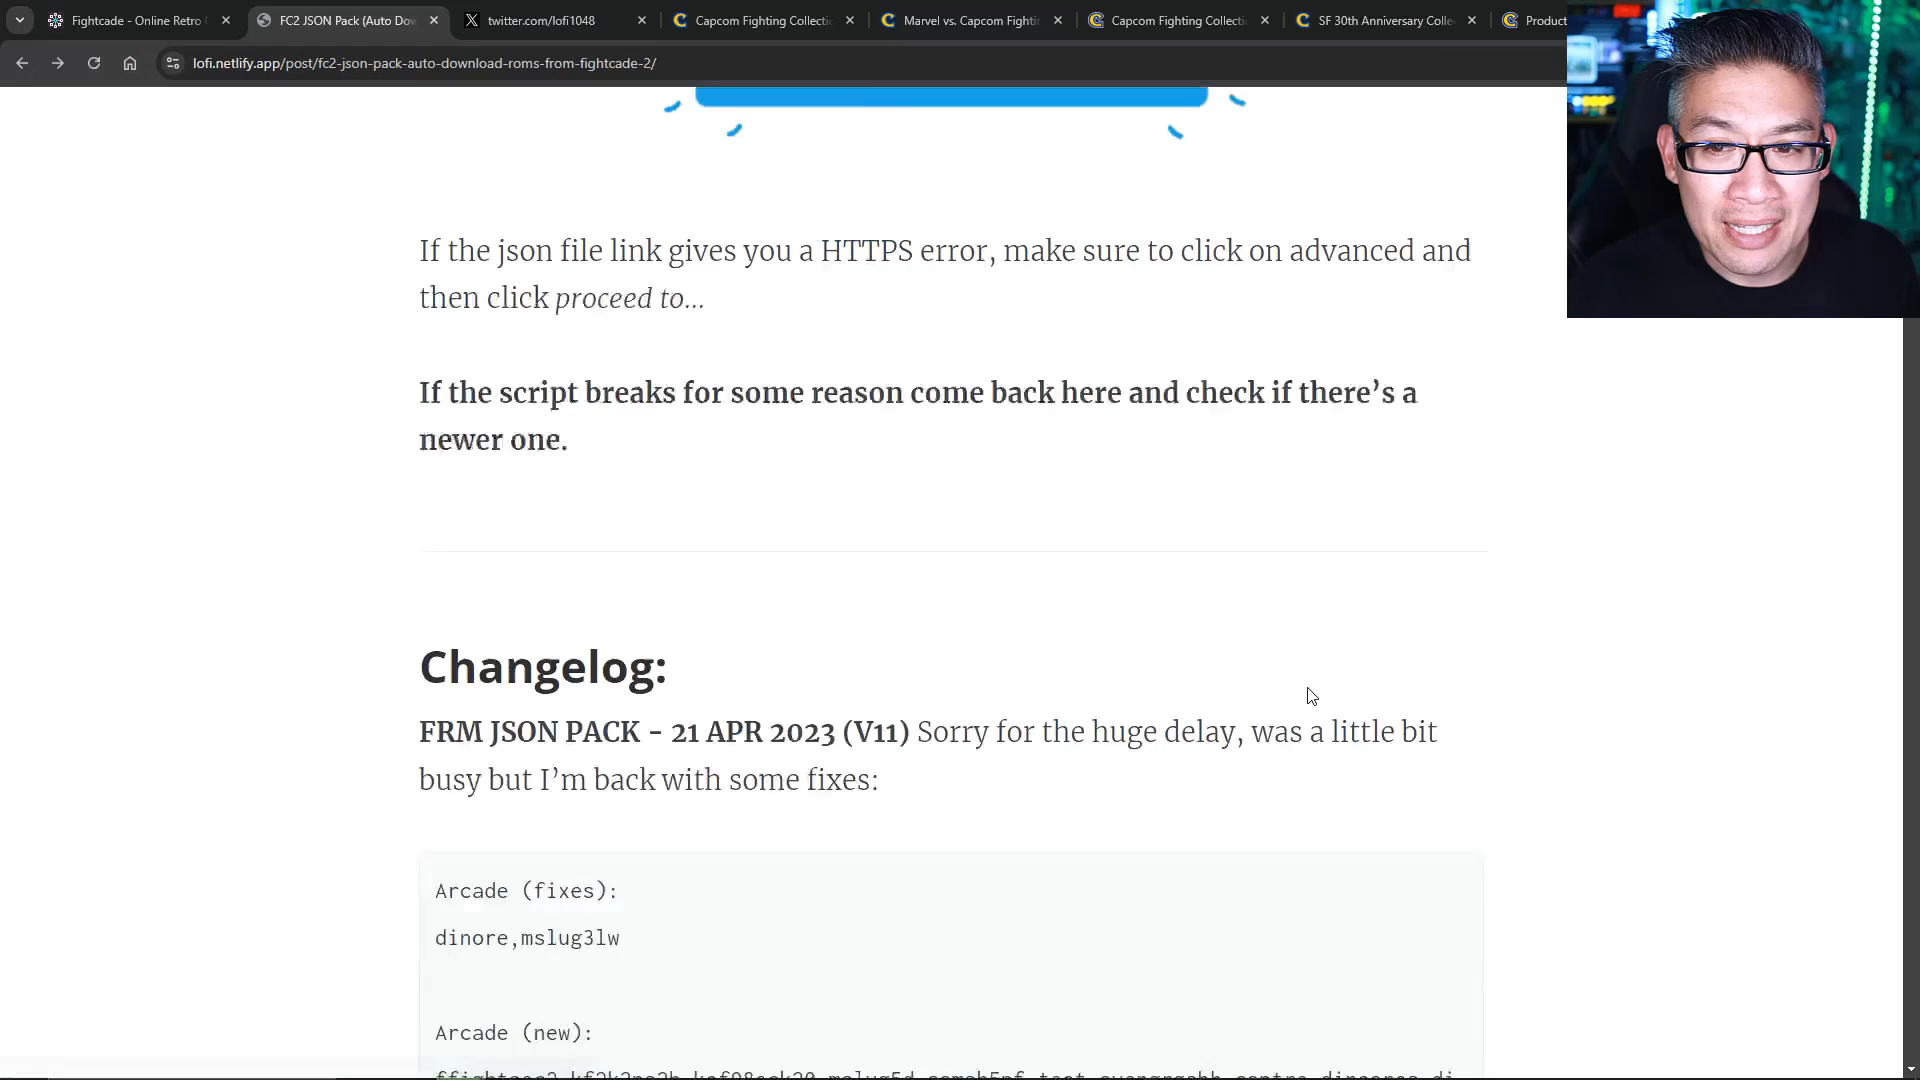 Fightcade - Online Retro
FC2 JSON Pack (Auto Dow
twitter.com/lofi1048
Capcom Fighting Collecti
Marvel vs. Capcom Fightin
Capcom Fighting Collecti
SF 30th Anniversary Colle
Product
lofi.netlify.app/post/fc2-json-pack-auto-download-roms-from-fightcade-2/
If the json file link gives you a HTTPS error, make sure to click on advanced and
then click proceed to...
If the script breaks for some reason come back here and check if there's a
newer one.
Changelog:
FRM JSON PACK - 21 APR 2023 (V11) Sorry for the huge delay, was a little bit
busy but I'm back with some fixes:
Arcade (fixes):
dinore,mslug3lw
Arcade (new):